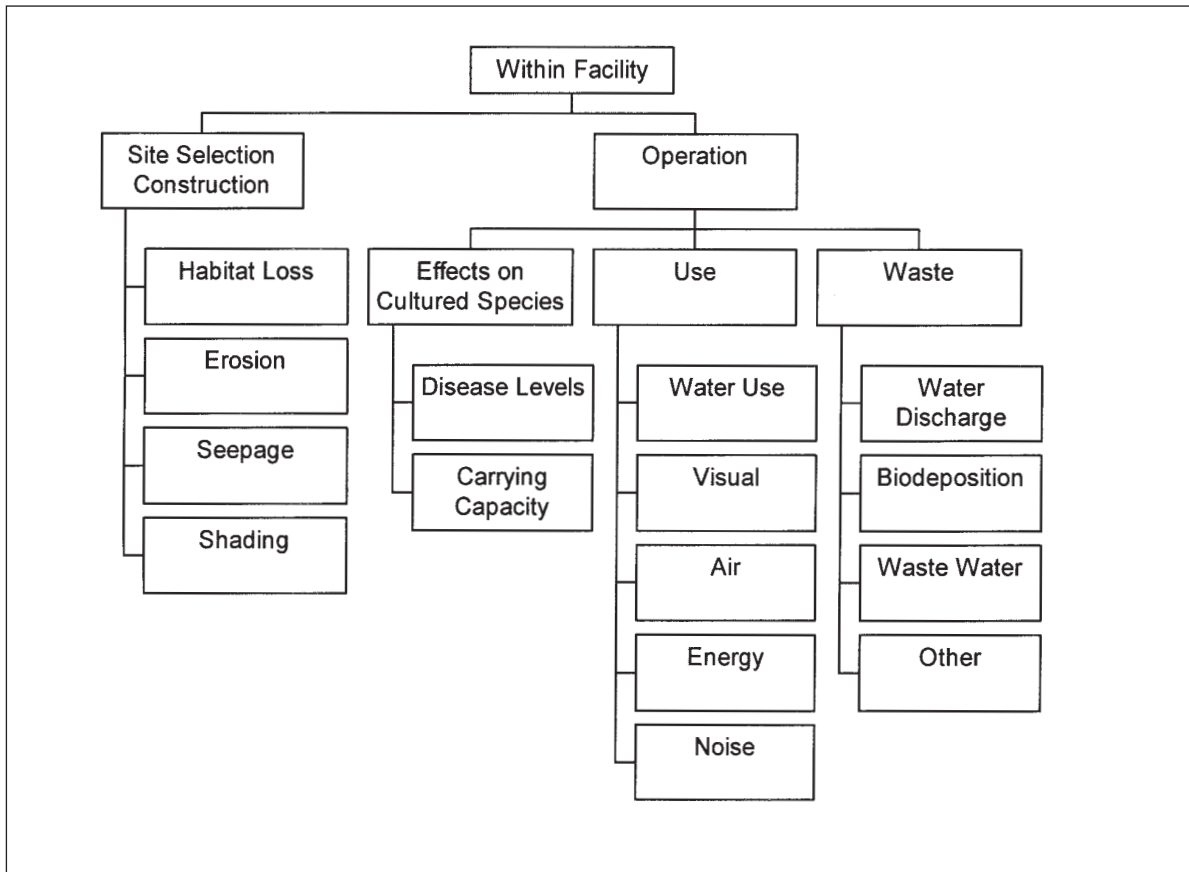 Within Facility
Site Selection
Construction
Operation
Habitat Loss
Erosion
Seepage
Shading
Effects on
Cultured Species
Use
Waste
Disease Levels
Carrying
Capacity
Water Use
Visual
Air
Energy
Noise
Water
Discharge
Biodeposition
Waste Water
Other